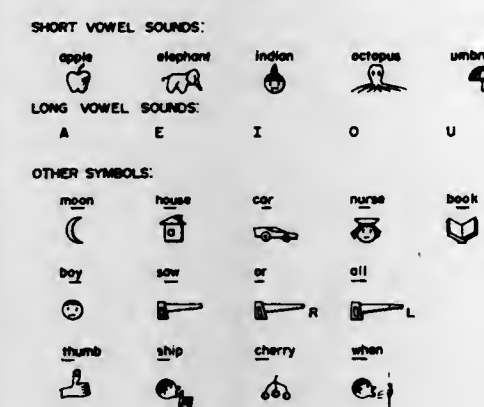 SHORT VOWEL SOUNDS:
apple elephant indian octopus
LONG VOWEL SOUNDS:
A E I O U
OTHER SYMBOLS:
moon house car nurse book
boy saw or all
R L
thumb ship cherry when
E